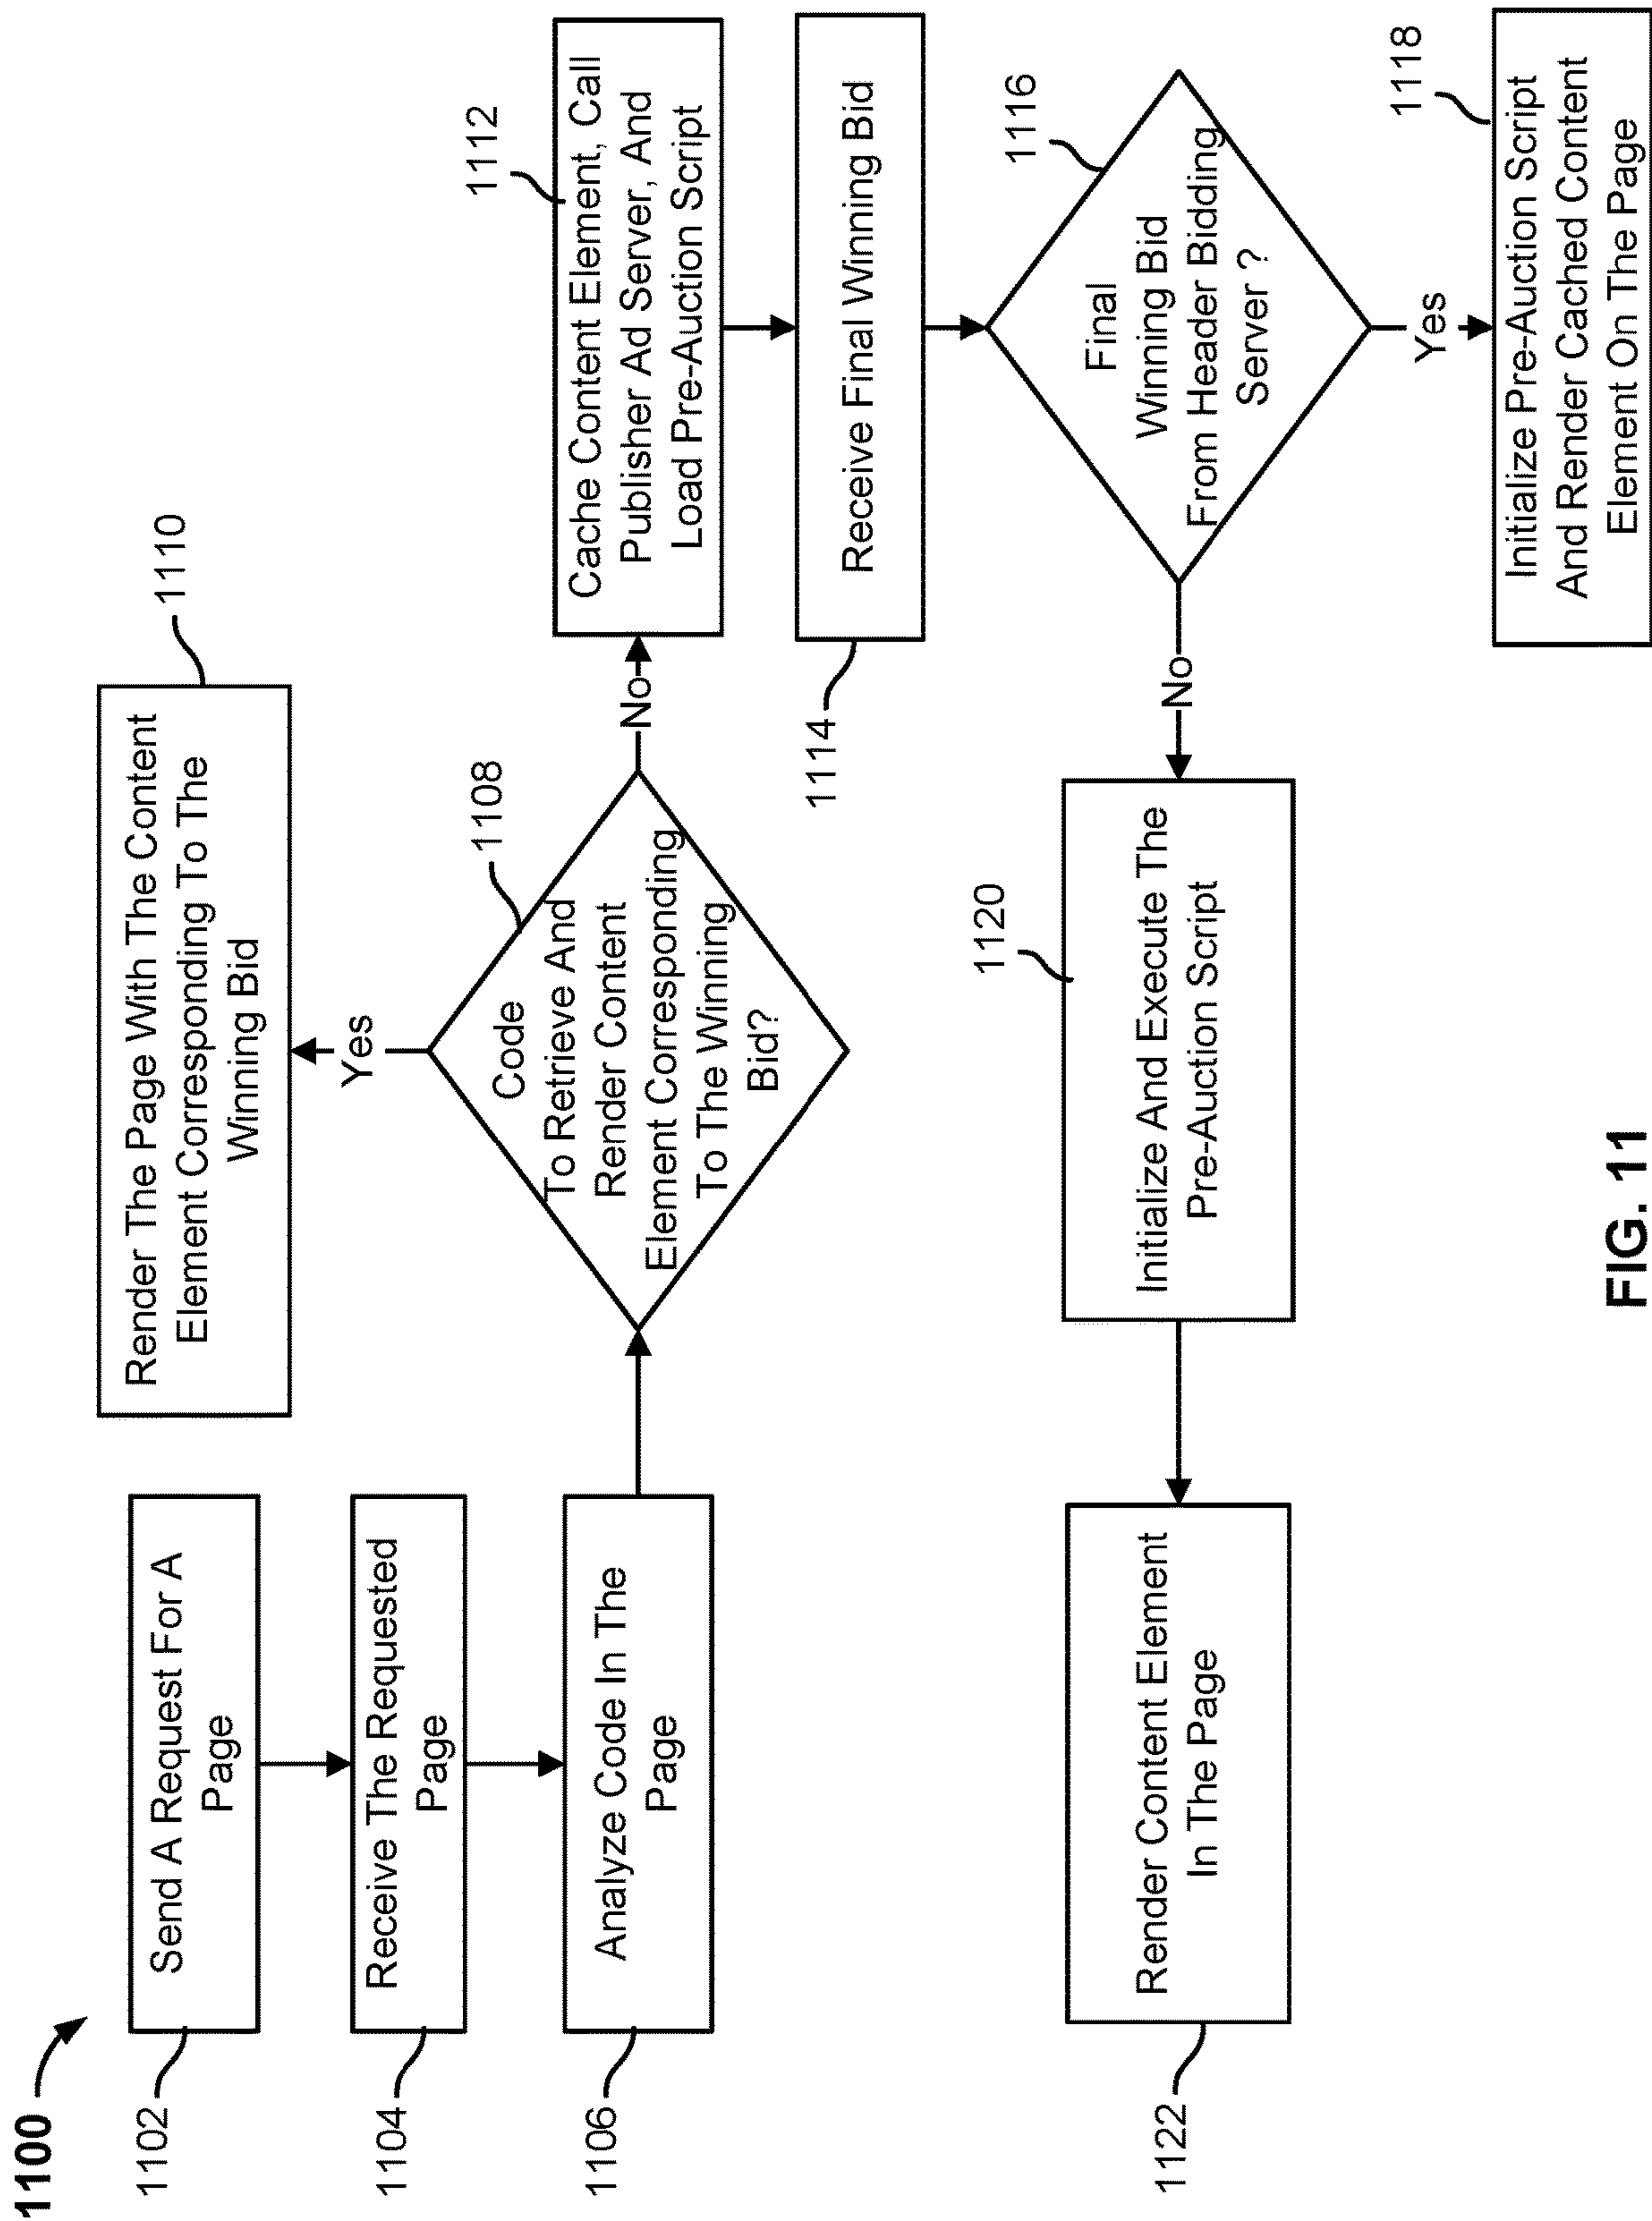 1100
1102
Send A Request For A
Page
1104
Receive The Requested
Page
1106
Analyze Code In The
Page
1108
Code
To Retrieve And
Render Content
Element Corresponding
To The Winning
Bid?
Yes
1110
Render The Page With The Content
Element Corresponding To The
Winning Bid
No
1112
Cache Content Element, Call
Publisher Ad Server, And
Load Pre-Auction Script
1114
Receive Final Winning Bid
1116
Final
Winning Bid
From Header Bidding
Server ?
Yes
1118
Initialize Pre-Auction Script
And Render Cached Content
Element On The Page
No
1120
Initialize And Execute The
Pre-Auction Script
1122
Render Content Element
In The Page
FIG. 11